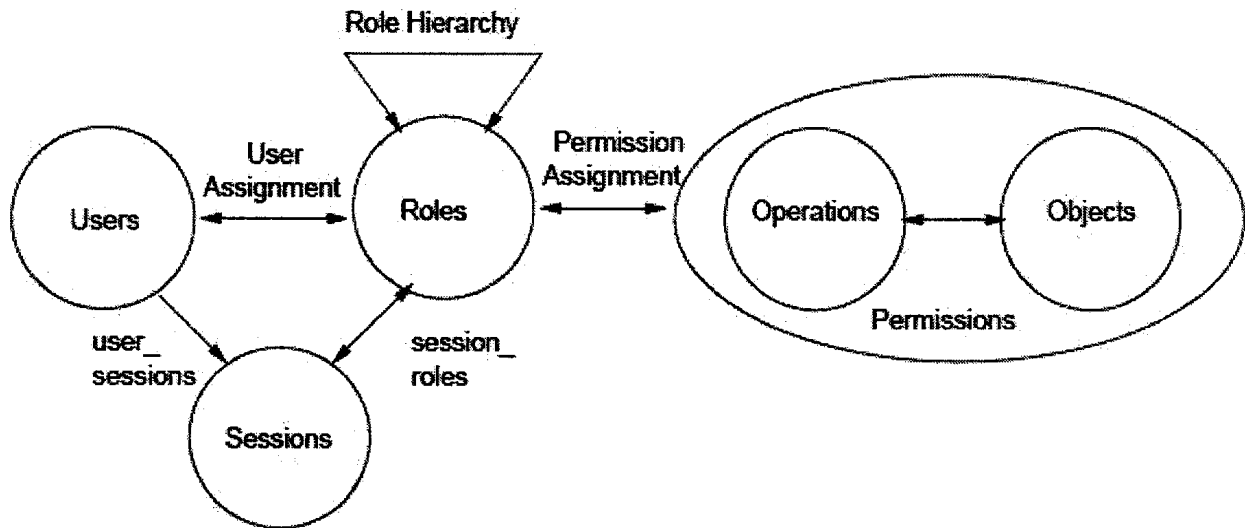 Role Hierarchy
User
Assignment
Permission
Assignment
Users
Roles
Operations
Objects
Permissions
user_
sessions
session_
roles
Sessions